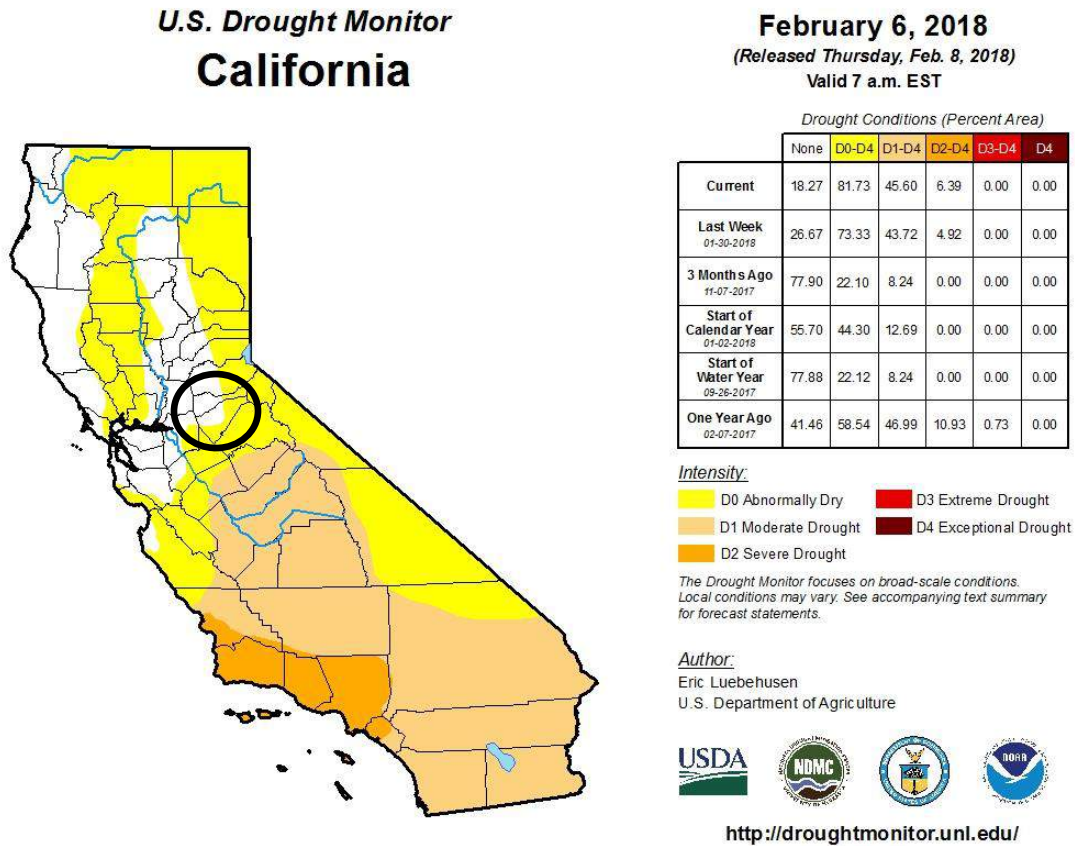 U.S. Drought Monitor
California
February 6, 2018
(Released Thursday, Feb. 8, 2018)
Valid 7 a.m. EST
Drought Conditions (Percent Area)
None D0-D4 D1-D4 D2-D4 D3-D4 D4
Current 18.27 81.73 45.60 6.39 0.00 0.00
Last Week
01-30-2018 26.67 73.33 43.72 4.92 0.00 0.00
3 Months Ago
11-07-2017 77.90 22.10 8.24 0.00 0.00 0.00
Start of
Calendar Year
01-02-2018 55.70 44.30 12.69 0.00 0.00 0.00
Start of
Water Year
09-26-2017 77.88 22.12 8.24 0.00 0.00 0.00
One Year Ago
02-07-2017 41.46 58.54 46.99 10.93 0.73 0.00
Intensity:
D0 Abnormally Dry
D3 Extreme Drought
D1 Moderate Drought
D4 Exceptional Drought
D2 Severe Drought
The Drought Monitor focuses on broad-scale conditions.
Local conditions may vary. See accompanying text summary
for forecast statements.
Author:
Eric Luebehusen
U.S. Department of Agriculture
USDA
NDMC
NOAA
http://droughtmonitor.unl.edu/